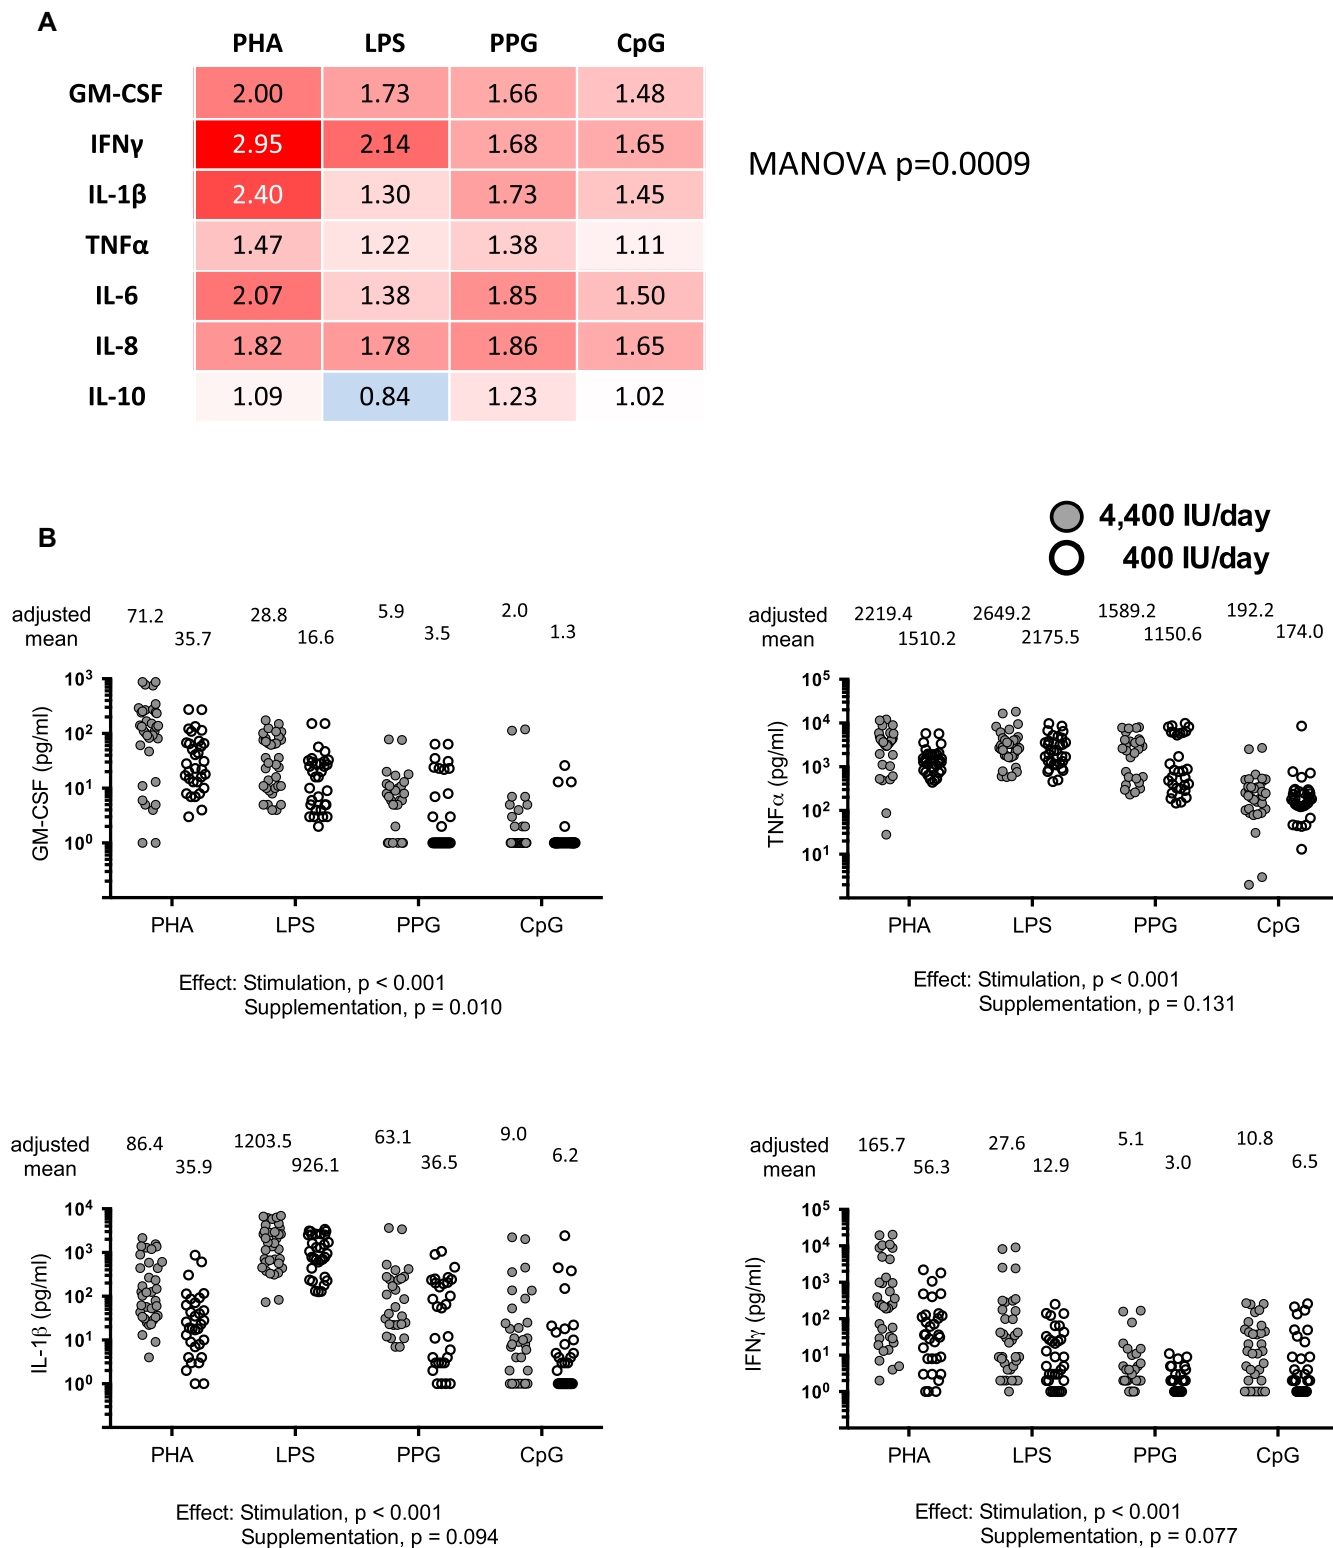 A
PHA LPS PPG CpG
GM-CSF 2.00 1.73 1.66 1.48
IFNγ 2.95 2.14 1.68 1.65
MANOVA p=0.0009
IL-1β 2.40 1.30 1.73 1.45
TNFα 1.47 1.22 1.38 1.11
IL-6 2.07 1.38 1.85 1.50
IL-8 1.82 1.78 1.86 1.65
IL-10 1.09 0.84 1.23 1.02
B
4,400 IU/day
400 IU/day
adjusted mean
71.2 28.8 5.9 2.0
35.7 16.6 3.5 1.3
GM-CSF (pg/ml)
10³
10²
10¹
10⁰
PHA LPS PPG CpG
Effect: Stimulation, p < 0.001
Supplementation, p = 0.010
adjusted mean
2219.4 2649.2 1589.2 192.2
1510.2 2175.5 1150.6 174.0
TNFα (pg/ml)
10⁵
10⁴
10³
10²
10¹
PHA LPS PPG CpG
Effect: Stimulation, p < 0.001
Supplementation, p = 0.131
adjusted mean
86.4 1203.5 63.1 9.0
35.9 926.1 36.5 6.2
IL-1β (pg/ml)
10⁴
10³
10²
10¹
10⁰
PHA LPS PPG CpG
Effect: Stimulation, p < 0.001
Supplementation, p = 0.094
adjusted mean
165.7 27.6 5.1 10.8
56.3 12.9 3.0 6.5
IFNγ (pg/ml)
10⁵
10⁴
10³
10²
10¹
10⁰
PHA LPS PPG CpG
Effect: Stimulation, p < 0.001
Supplementation, p = 0.077